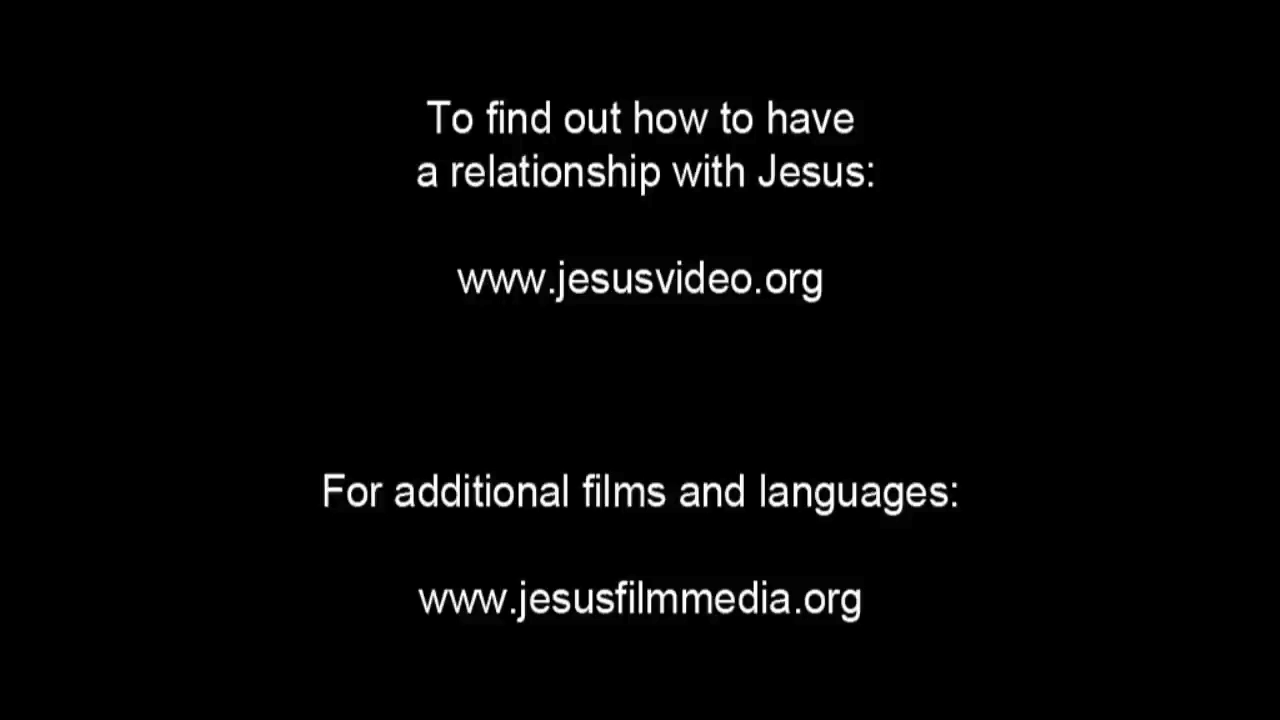 To find out how to have
a relationship with Jesus:
www.jesusvideo.org
For additional films and languages:
www.jesusfilmmedia.org